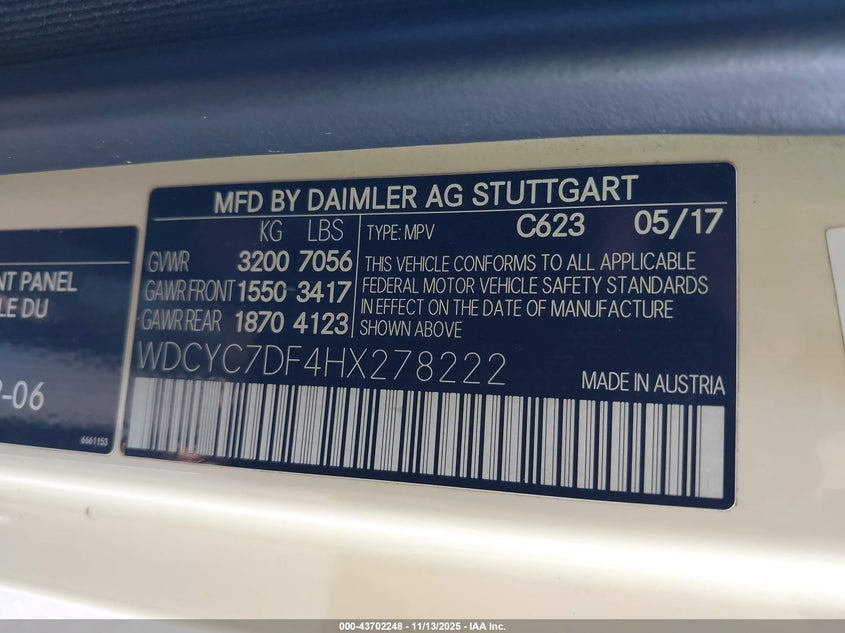 MFD BY DAIMLER AG STUTTGART
KG LBS
GVWR 3200 7056
GAWR FRONT 1550 3417
GAWR REAR 1870 4123
TYPE: MPV C623 05/17
THIS VEHICLE CONFORMS TO ALL APPLICABLE
FEDERAL MOTOR VEHICLE SAFETY STANDARDS
IN EFFECT ON THE DATE OF MANUFACTURE
SHOWN ABOVE
WDCYC7DF4HX278222
MADE IN AUSTRIA
PANEL
DU
-06
6661153
000-43702248 - 11/13/2025 - IAA Inc.